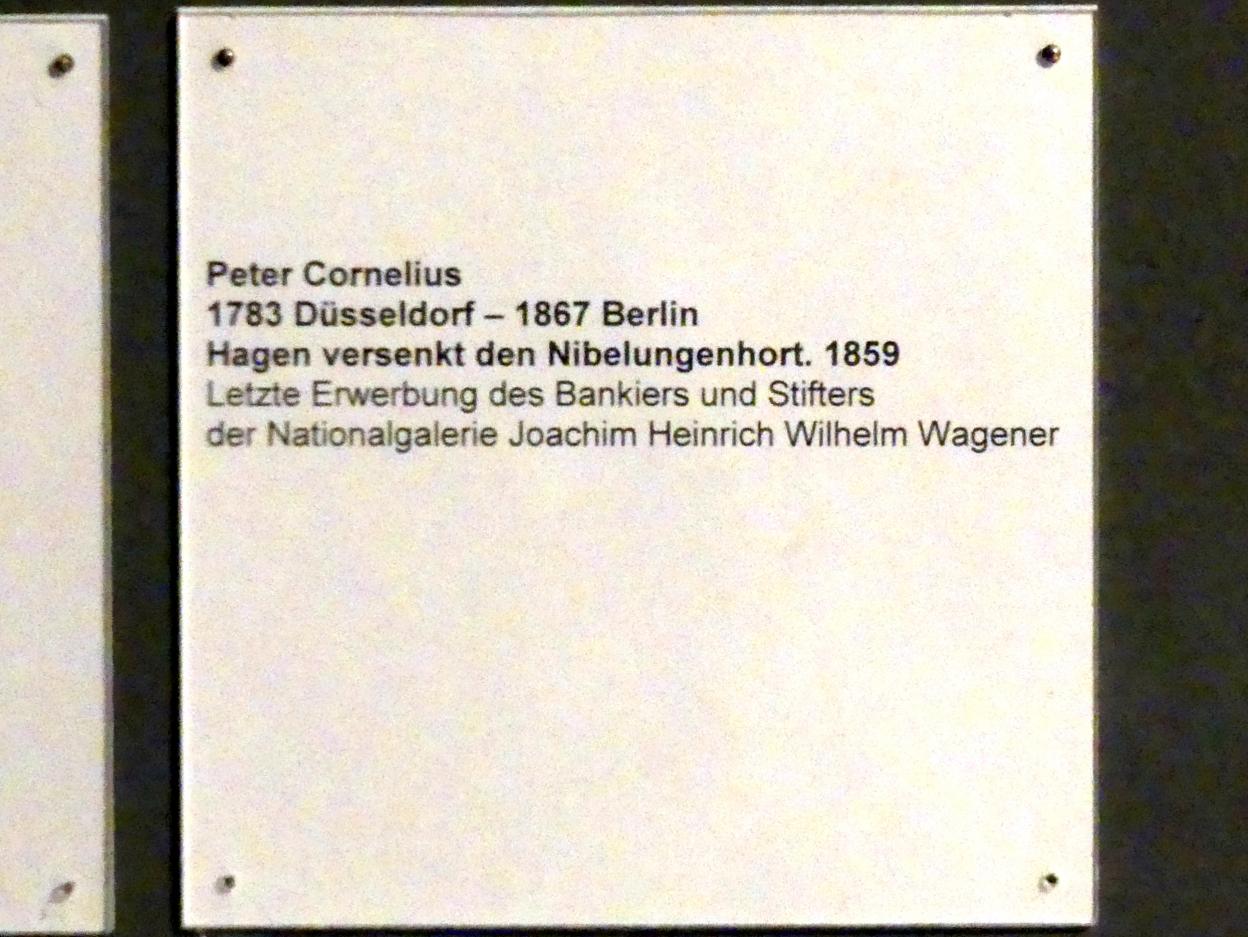 Peter Cornelius
1783 Düsseldorf – 1867 Berlin
Hagen versenkt den Nibelungenhort. 1859
Letzte Erwerbung des Bankiers und Stifters
der Nationalgalerie Joachim Heinrich Wilhelm Wagener